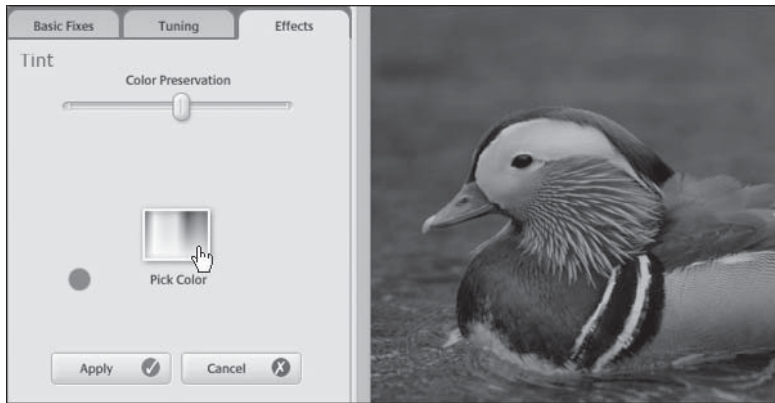 Basic Fixes Tuning Effects
Tint
Color Preservation
Pick Color
Apply Cancel